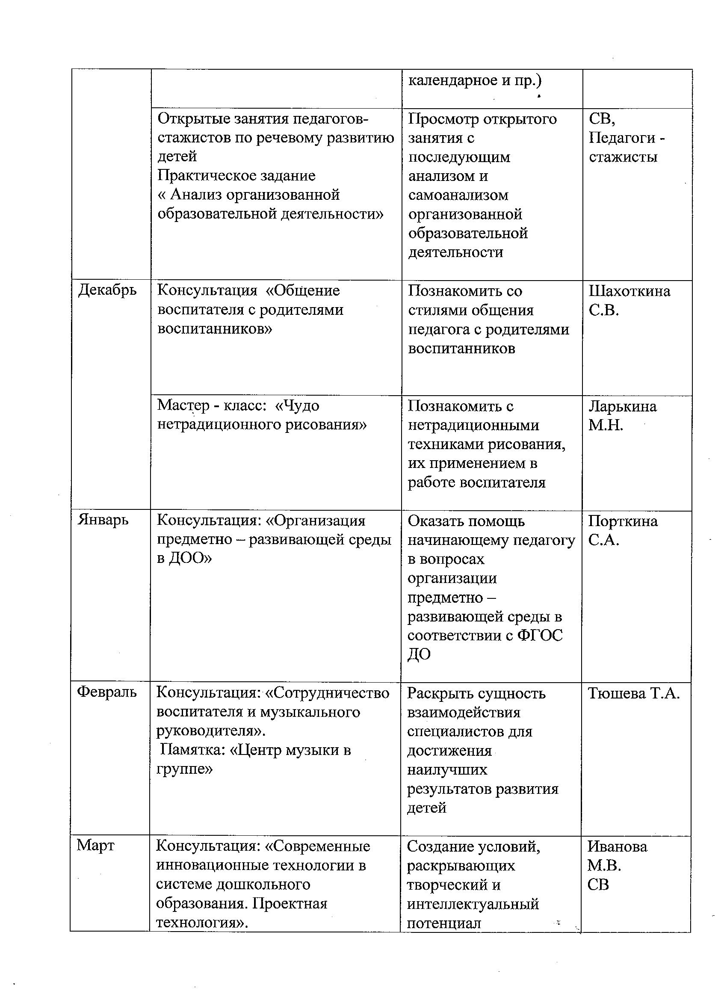 календарное и пр.)
Открытые занятия педагогов-
стажистов по речевому развитию
детей
Практическое задание
« Анализ организованной
образовательной деятельности»
Просмотр открытого
занятия с
последующим
анализом и
самоанализом
организованной
образовательной
деятельности
СВ,
Педагоги -
стажисты
Декабрь
Консультация «Общение
воспитателя с родителями
воспитанников»
Познакомить со
стилями общения
педагога с родителями
воспитанников
Шахоткина
С.В.
Мастер - класс: «Чудо
нетрадиционного рисования»
Познакомить с
нетрадиционными
техниками рисования,
их применением в
работе воспитателя
Ларькина
М.Н.
Январь
Консультация: «Организация
предметно – развивающей среды
в ДОО»
Оказать помощь
начинающему педагогу
в вопросах
организации
предметно –
развивающей среды в
соответствии с ФГОС
ДО
Порткина
С.А.
Февраль
Консультация: «Сотрудничество
воспитателя и музыкального
руководителя».
Памятка: «Центр музыки в
группе»
Раскрыть сущность
взаимодействия
специалистов для
достижения
наилучших
результатов развития
детей
Тюшева Т.А.
Март
Консультация: «Современные
инновационные технологии в
системе дошкольного
образования. Проектная
технология».
Создание условий,
раскрывающих
творческий и
интеллектуальный
потенциал
Иванова
М.В.
СВ